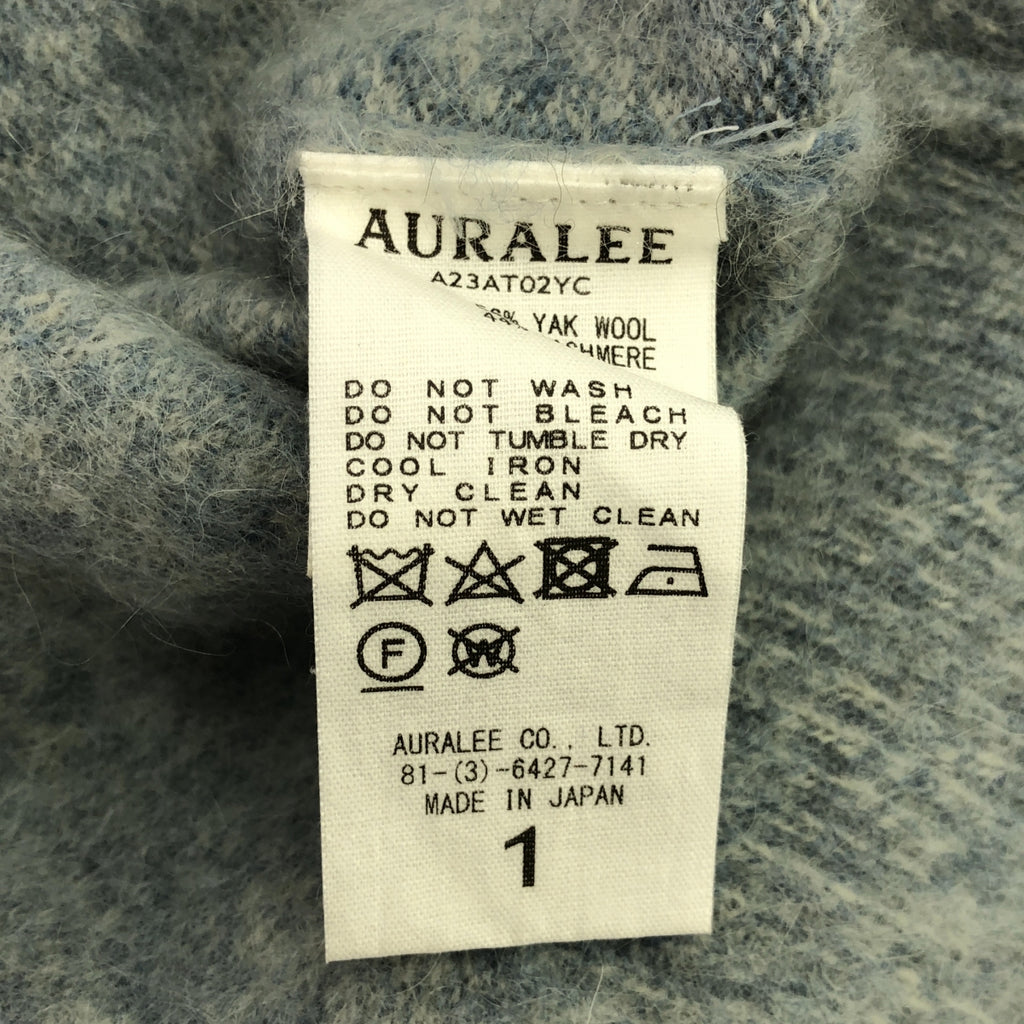 AURALEE
A23AT02YC
YAK WOOL
DO NOT WASH
DO NOT BLEACH
DO NOT TUMBLE DRY
COOL IRON
DRY CLEAN
DO NOT WET CLEAN
F W
AURALEE CO., LTD.
81-(3)-6427-7141
MADE IN JAPAN
1